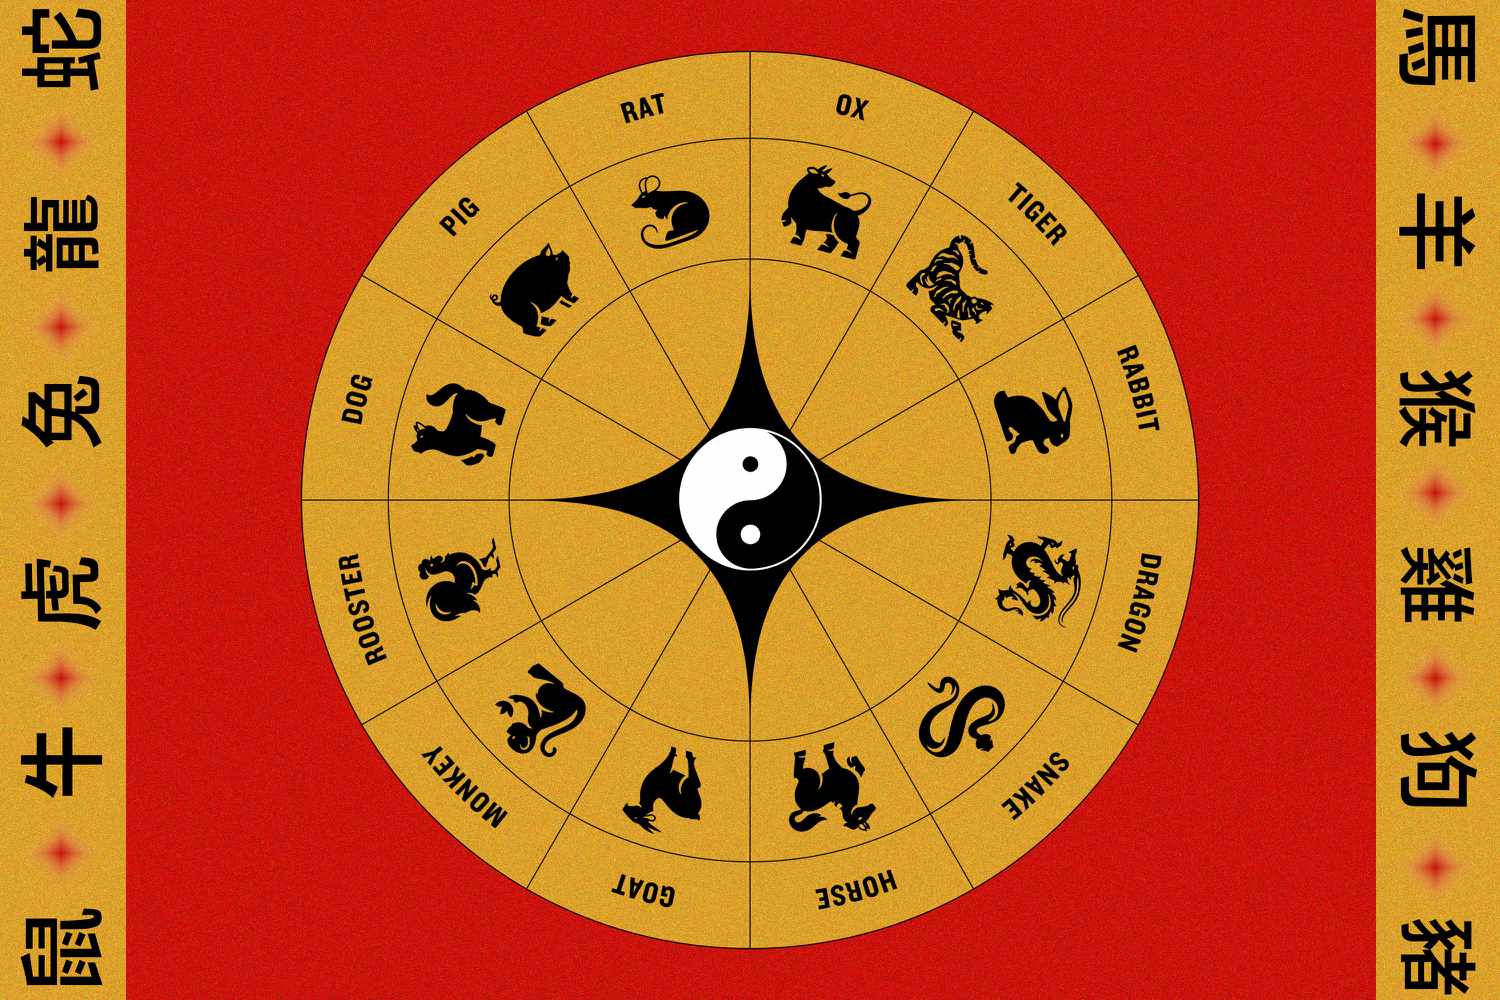 蛇
龍
兔
虎
牛
鼠
RAT
OX
TIGER
RABBIT
DRAGON
SNAKE
HORSE
GOAT
MONKEY
ROOSTER
DOG
PIG
馬
羊
猴
雞
狗
豬